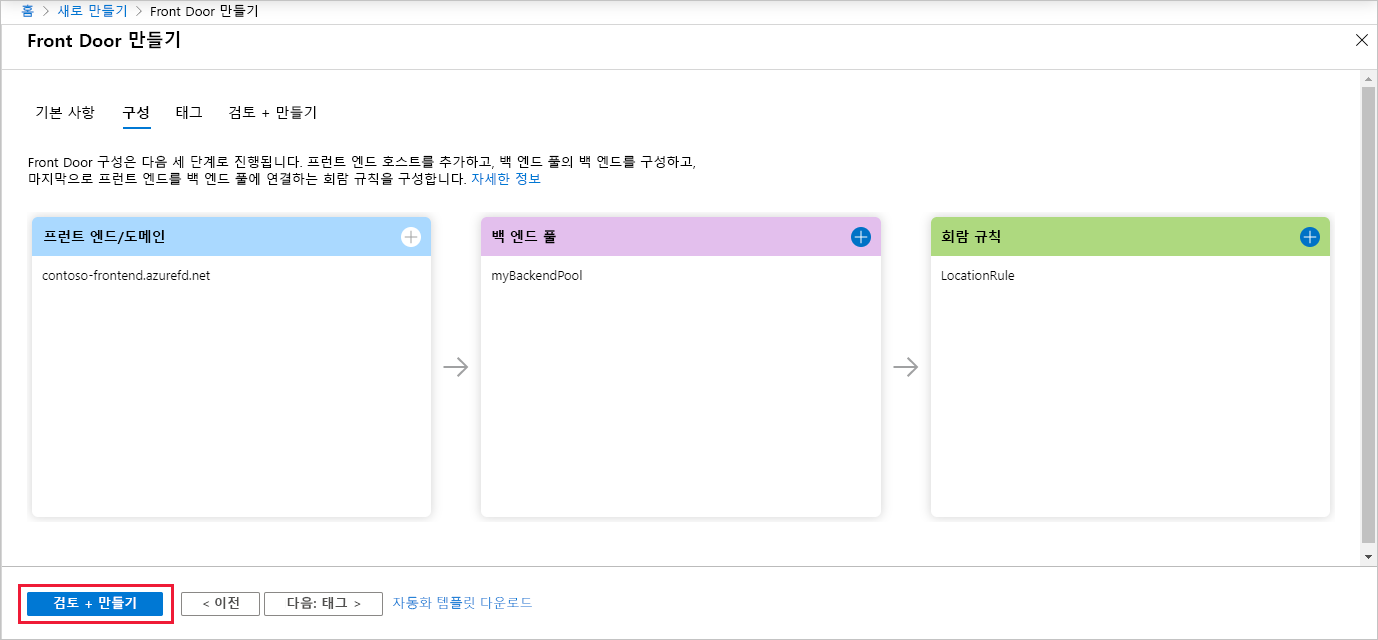 홈 > 새로 만들기 > Front Door 만들기
Front Door 만들기
기본 사항 구성 태그 검토 + 만들기
Front Door 구성은 다음 세 단계로 진행됩니다. 프런트 엔드 호스트를 추가하고, 백 엔드 풀의 백 엔드를 구성하고,
마지막으로 프런트 엔드를 백 엔드 풀에 연결하는 회람 규칙을 구성합니다. 자세한 정보
프런트 엔드/도메인
contoso-frontend.azurefd.net
백 엔드 풀
myBackendPool
회람 규칙
LocationRule
검토 + 만들기 < 이전 다음: 태그 > 자동화 템플릿 다운로드